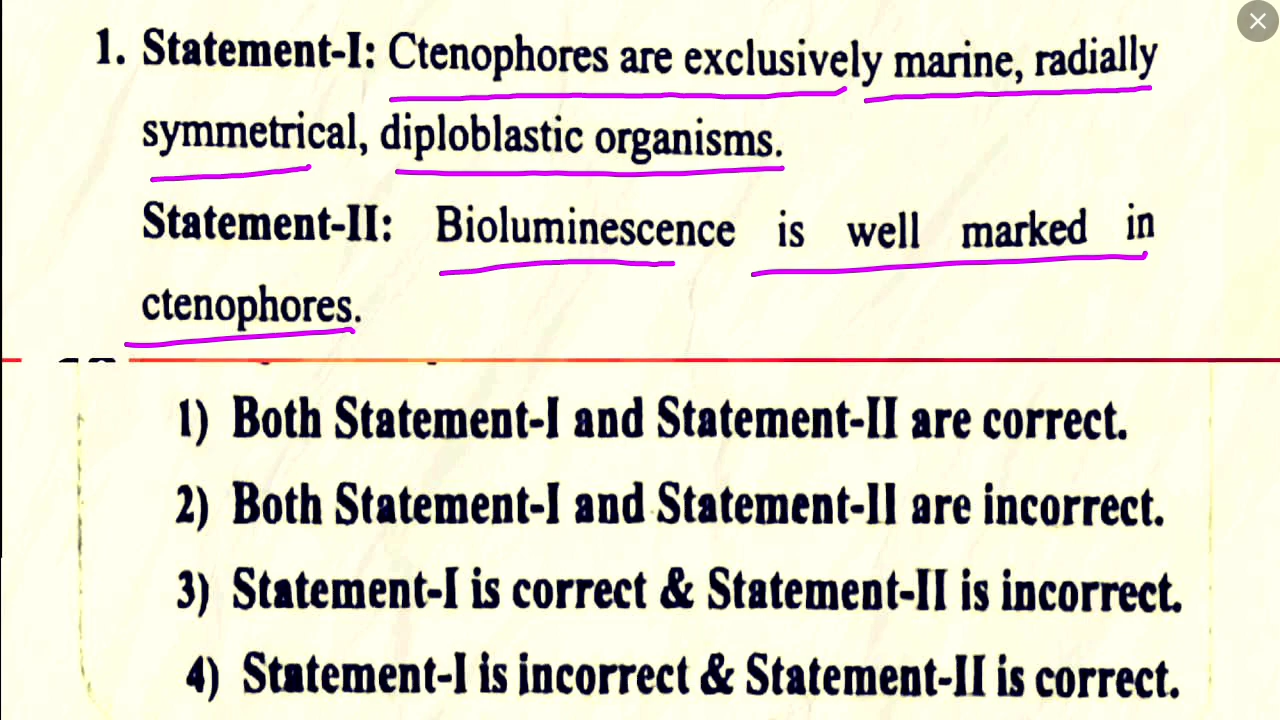 1. Statement-I: Ctenophores are exclusively marine, radially
symmetrical, diploblastic organisms.
Statement-II: Bioluminescence is well marked in
ctenophores.
1) Both Statement-I and Statement-II are correct.
2) Both Statement-I and Statement-II are incorrect.
3) Statement-I is correct & Statement-II is incorrect.
4) Statement-I is incorrect & Statement-II is correct.